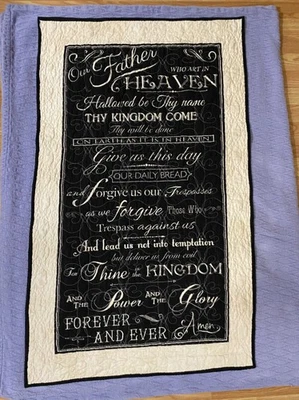 Our Father
WHO ART IN
HEAVEN
Hallowed be Thy name
THY KINGDOM COME
Thy will be done
ON EARTH AS IT IS IN HEAVEN
Give us this day
OUR DAILY BREAD
and forgive us our Trespasses
as we forgive Those Who
Trespass against us
And lead us not into temptation
but deliver us from evil
For Thine is the KINGDOM
AND THE Power AND THE Glory
FOREVER
AND EVER Amen